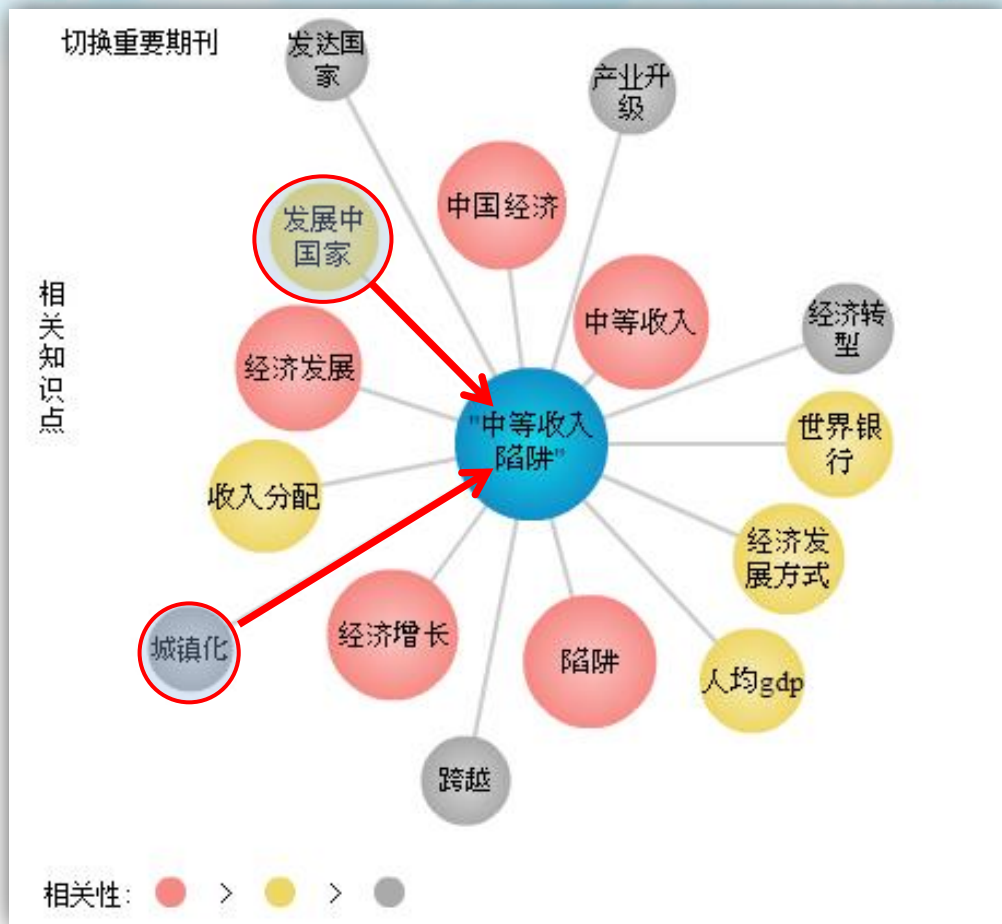 切换重要期刊
发达国
家
产业升
级
中国经济
发展中
国家
相关知识点
中等收入
经济转
型
经济发展
"中等收入
陷阱"
世界银
行
收入分配
经济发
展方式
城镇化
经济增长
陷阱
人均gdp
跨越
相关性: > >